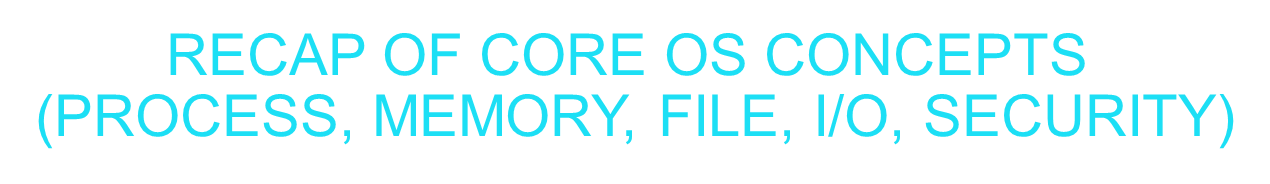 RECAP OF CORE OS CONCEPTS
(PROCESS, MEMORY, FILE, I/O, SECURITY)